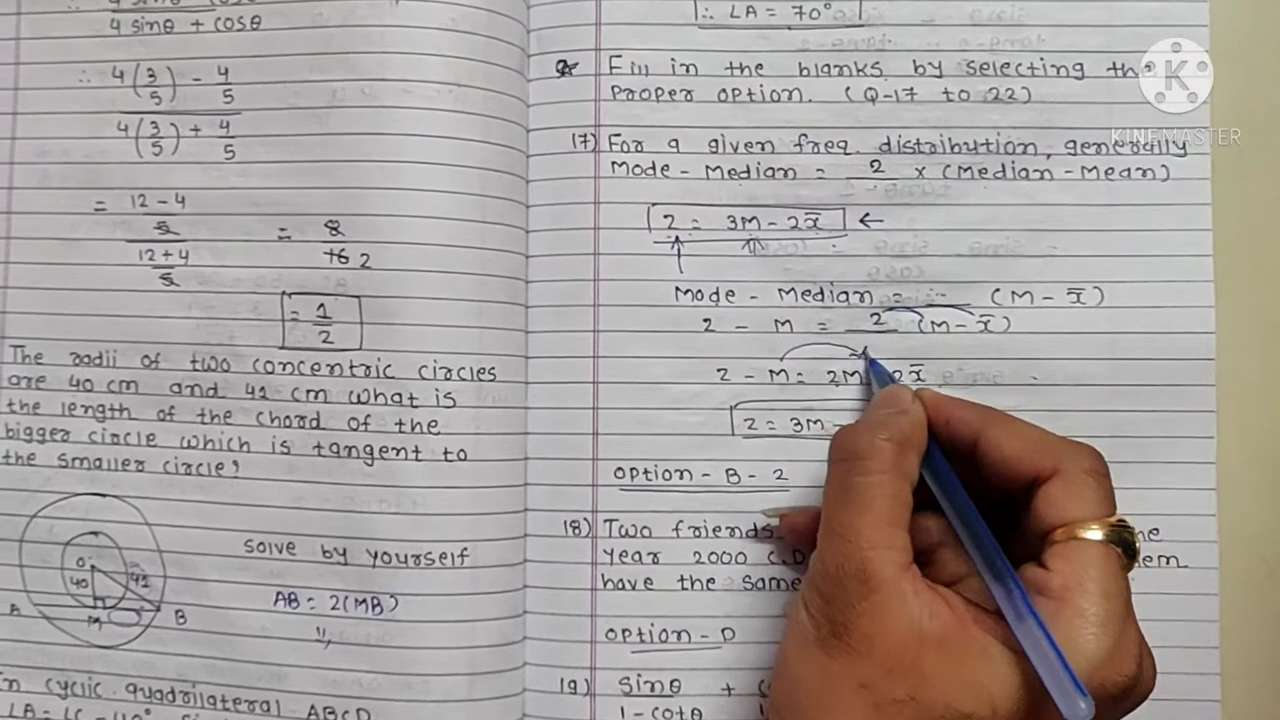 4 sinθ + cosθ
∴ 4(3/5) - 4/5
4(3/5) + 4/5
= 12 - 4 / 5
12 + 4 / 5
= 8
16 2
= 1/2
The radii of two concentric circles
are 40 cm and 41 cm what is
the length of the chord of the
bigger circle which is tangent to
the smaller circle?
O
40
41
A
M
B
solve by yourself
AB = 2(MB)
In cyclic quadrilateral ABCD
∴ ∠A = 70°
Fill in the blanks by selecting the
Proper option. (Q-17 to 22)
17) For a given freq. distribution, generally
Mode - Median = 2 x (Median - Mean)
Z = 3M - 2x̄ ←
Mode - Median = (M - x̄)
Z - M = 2 (M - x̄)
Z - M = 2M 2x̄
Z = 3M -
option - B - 2
18) Two friends
year 2000 C.D
have the same
option - D
19) sinθ +
1 - cotθ
K
KINEMASTER